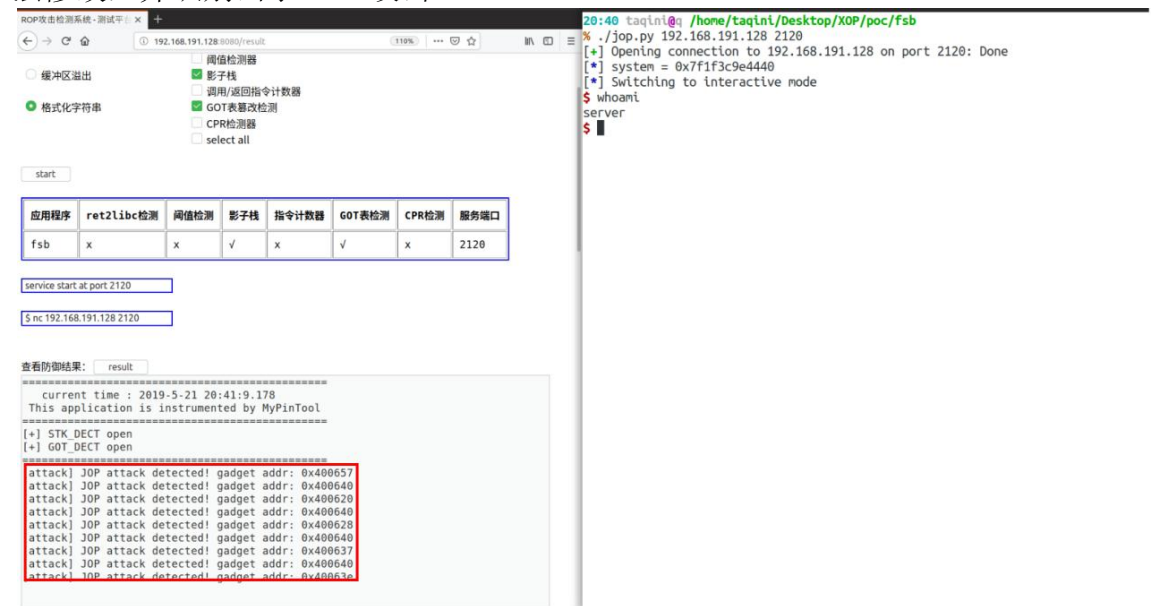 ROP攻击检测系统-测试平台 × +
192.168.191.128:8080/result 110%
阈值检测器
缓冲区溢出 影子栈
调用/返回指令计数器
格式化字符串 GOT表篡改检测
CPR检测器
select all
start
应用程序 ret2libc检测 阈值检测 影子栈 指令计数器 GOT表检测 CPR检测 服务端口
fsb x x √ x √ x 2120
service start at port 2120
$ nc 192.168.191.128 2120
查看防御结果: result
==================================================
current time : 2019-5-21 20:41:9.178
This application is instrumented by MyPinTool
==================================================
[+] STK_DECT open
[+] GOT_DECT open
==================================================
attack] JOP attack detected! gadget addr: 0x400657
attack] JOP attack detected! gadget addr: 0x400640
attack] JOP attack detected! gadget addr: 0x400620
attack] JOP attack detected! gadget addr: 0x400640
attack] JOP attack detected! gadget addr: 0x400628
attack] JOP attack detected! gadget addr: 0x400640
attack] JOP attack detected! gadget addr: 0x400637
attack] JOP attack detected! gadget addr: 0x400640
attack] JOP attack detected! gadget addr: 0x40063e
20:40 taqini@q /home/taqini/Desktop/XOP/poc/fsb
% ./jop.py 192.168.191.128 2120
[+] Opening connection to 192.168.191.128 on port 2120: Done
[*] system = 0x7f1f3c9e4440
[*] Switching to interactive mode
$ whoami
server
$